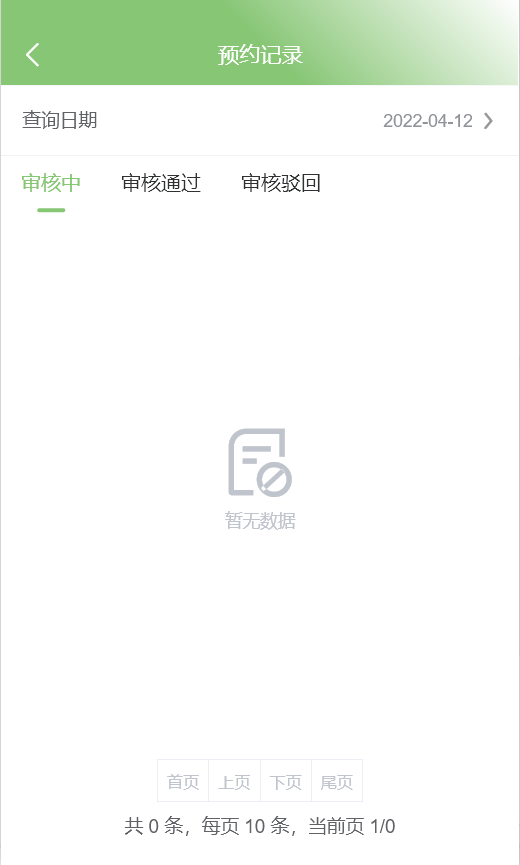 预约记录
查询日期 2022-04-12
审核中 审核通过 审核驳回
暂无数据
首页 上页 下页 尾页
共 0 条，每页 10 条，当前页 1/0